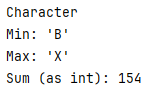 Character
Min: 'B'
Max: 'X'
Sum (as int): 154